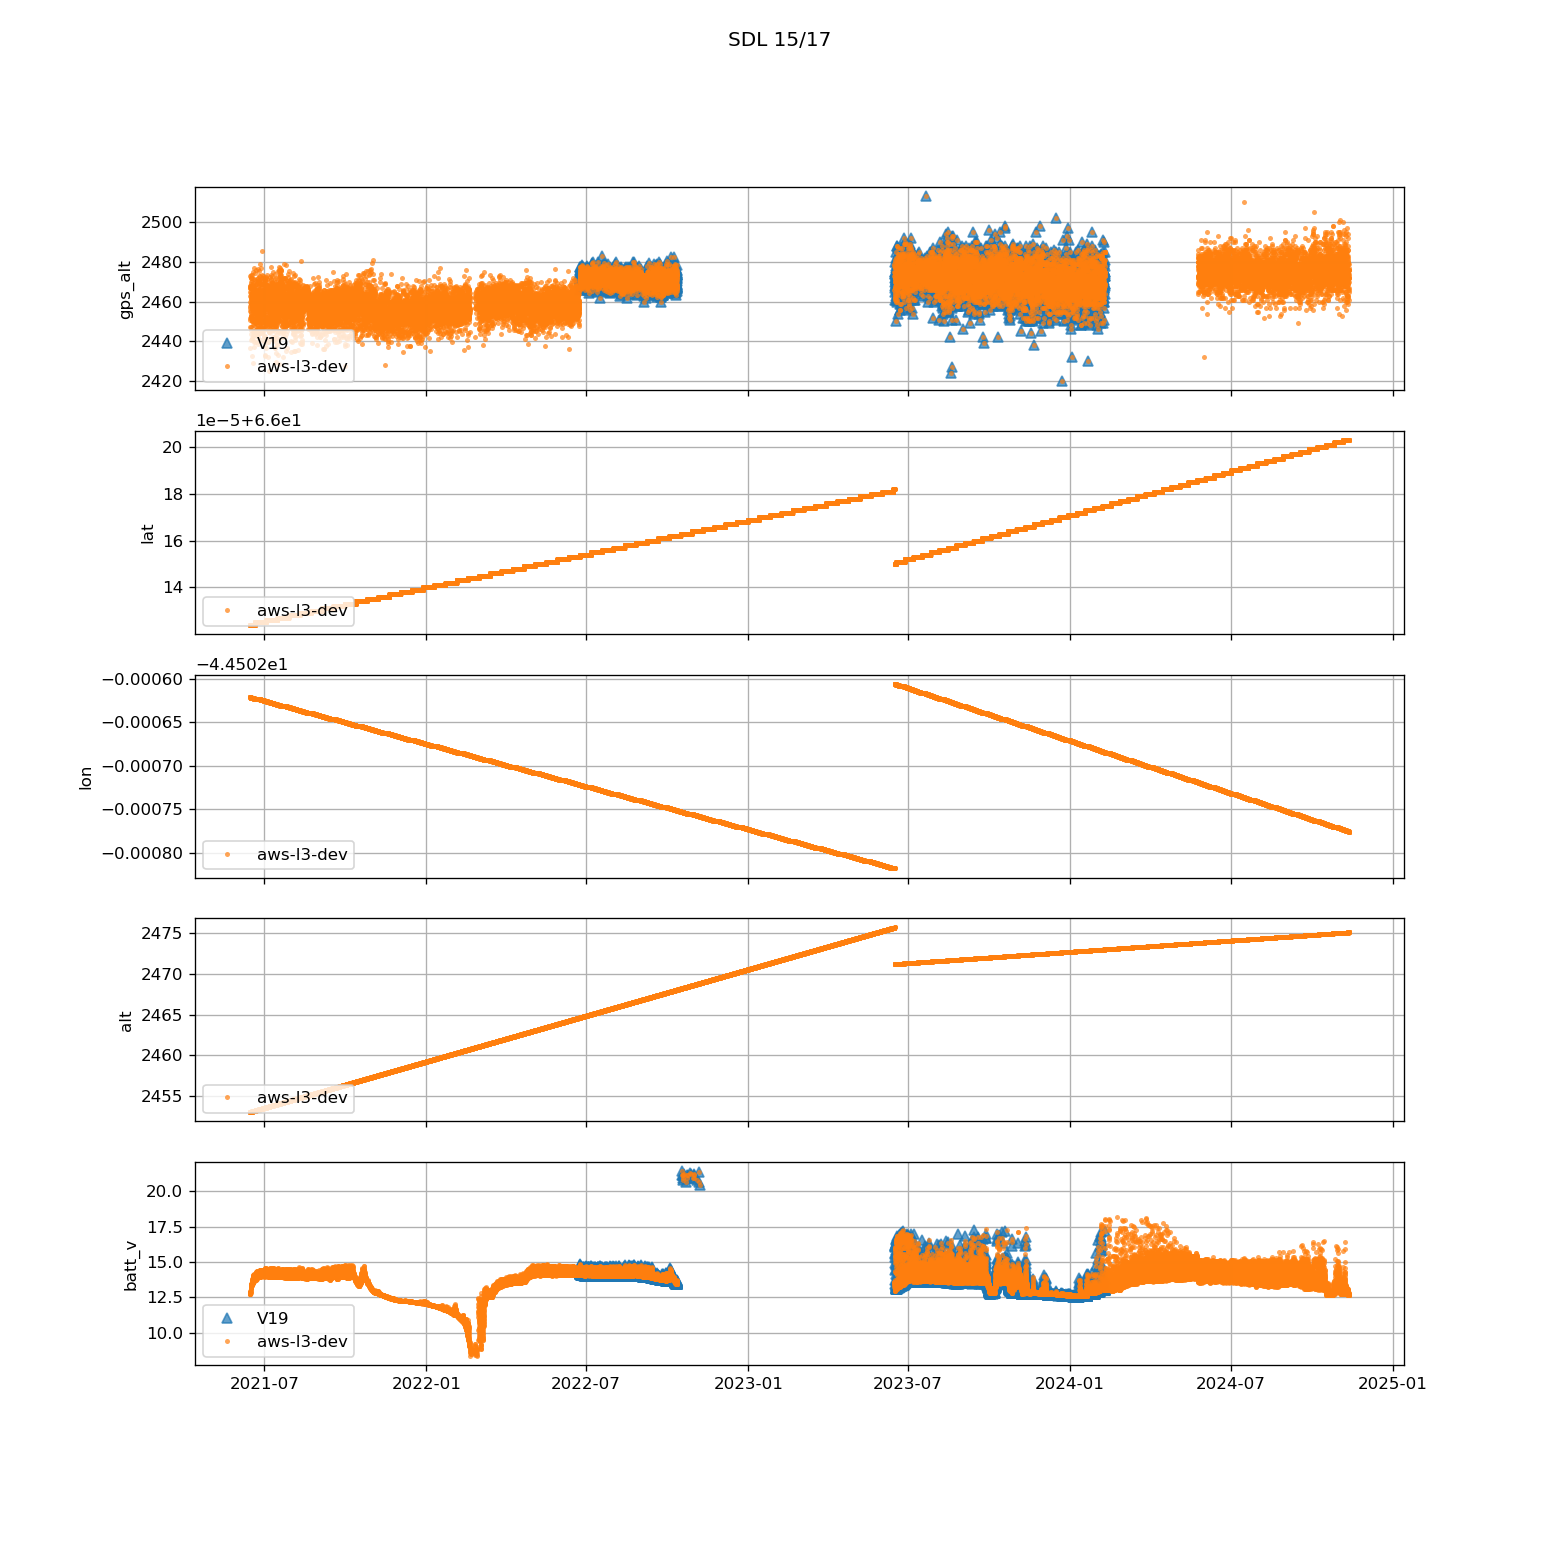 SDL 15/17
gps_alt
2500
2480
2460
2440
2420
V19
aws-l3-dev
1e−5+6.6e1
lat
20
18
16
14
aws-l3-dev
−4.4502e1
lon
−0.00060
−0.00065
−0.00070
−0.00075
−0.00080
aws-l3-dev
alt
2475
2470
2465
2460
2455
aws-l3-dev
batt_v
20.0
17.5
15.0
12.5
10.0
V19
aws-l3-dev
2021-07 2022-01 2022-07 2023-01 2023-07 2024-01 2024-07 2025-01